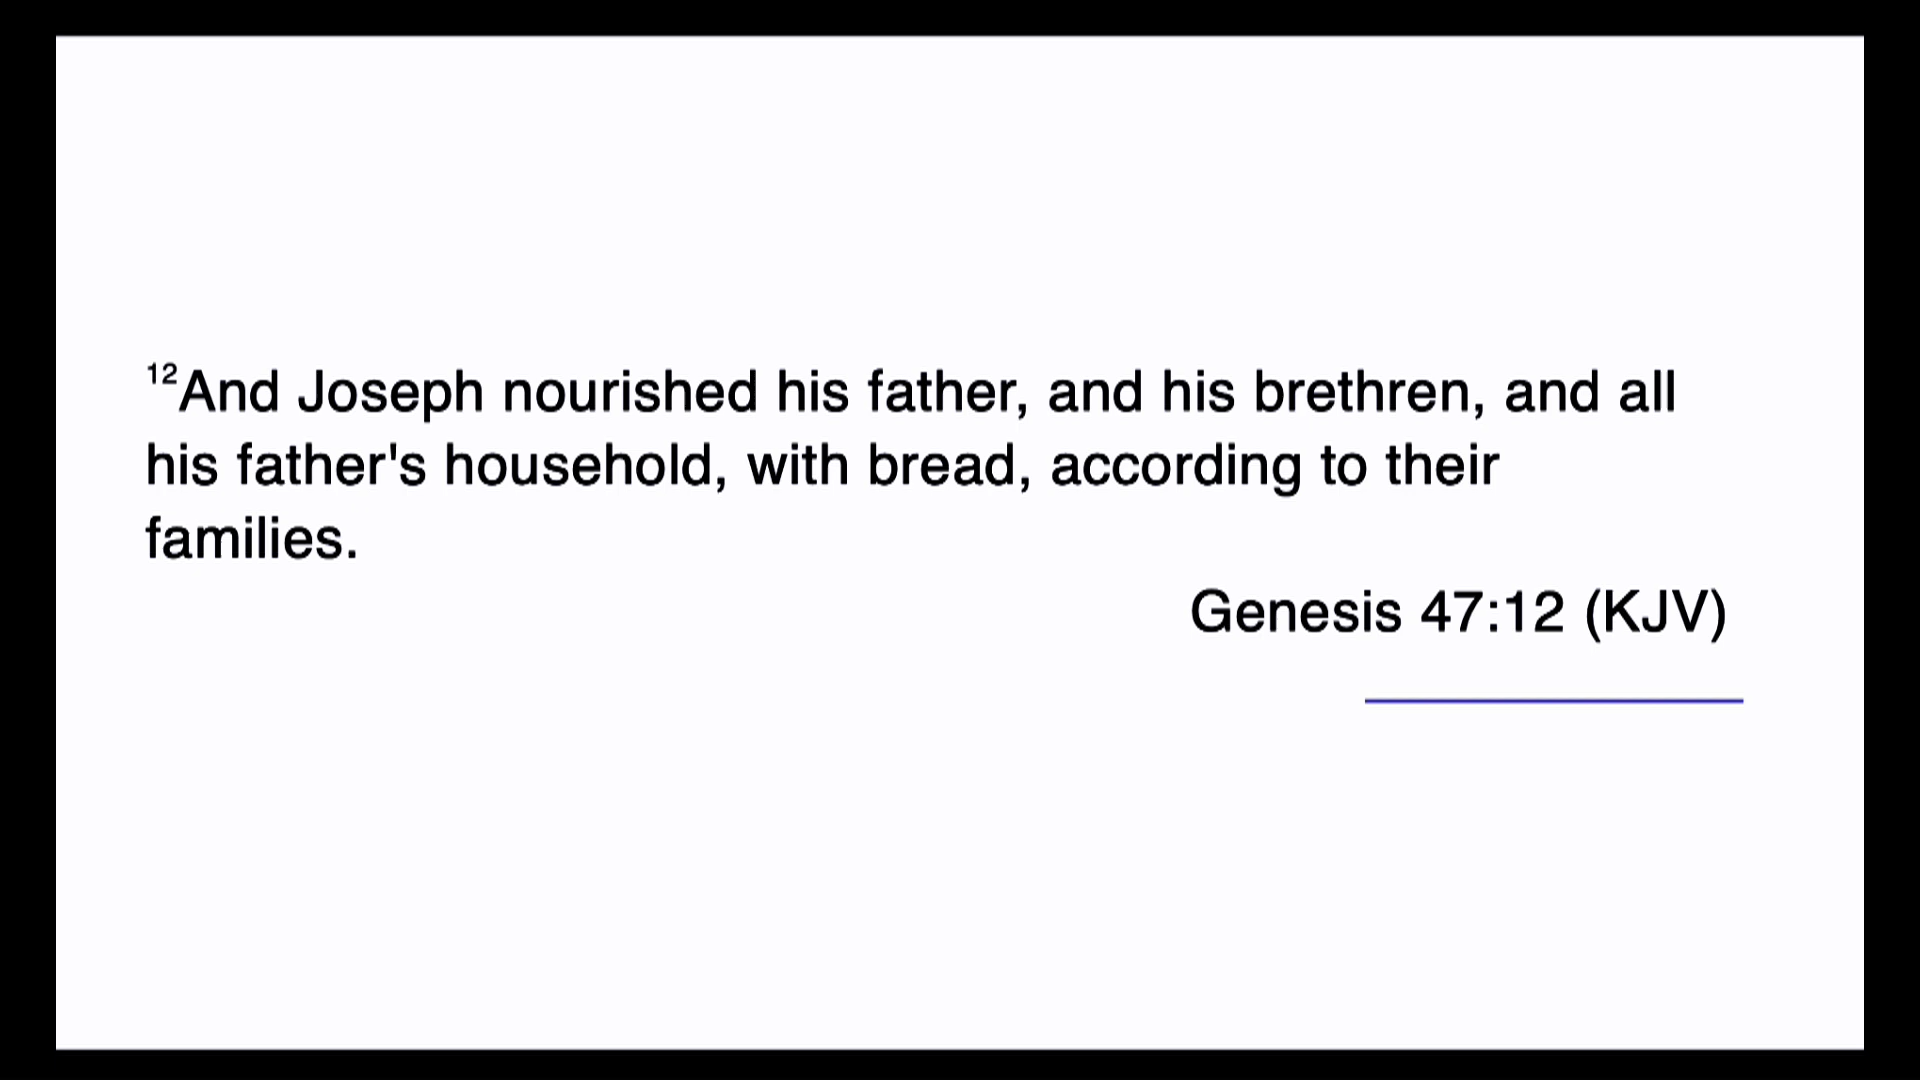 ¹²And Joseph nourished his father, and his brethren, and all
his father's household, with bread, according to their
families.
Genesis 47:12 (KJV)